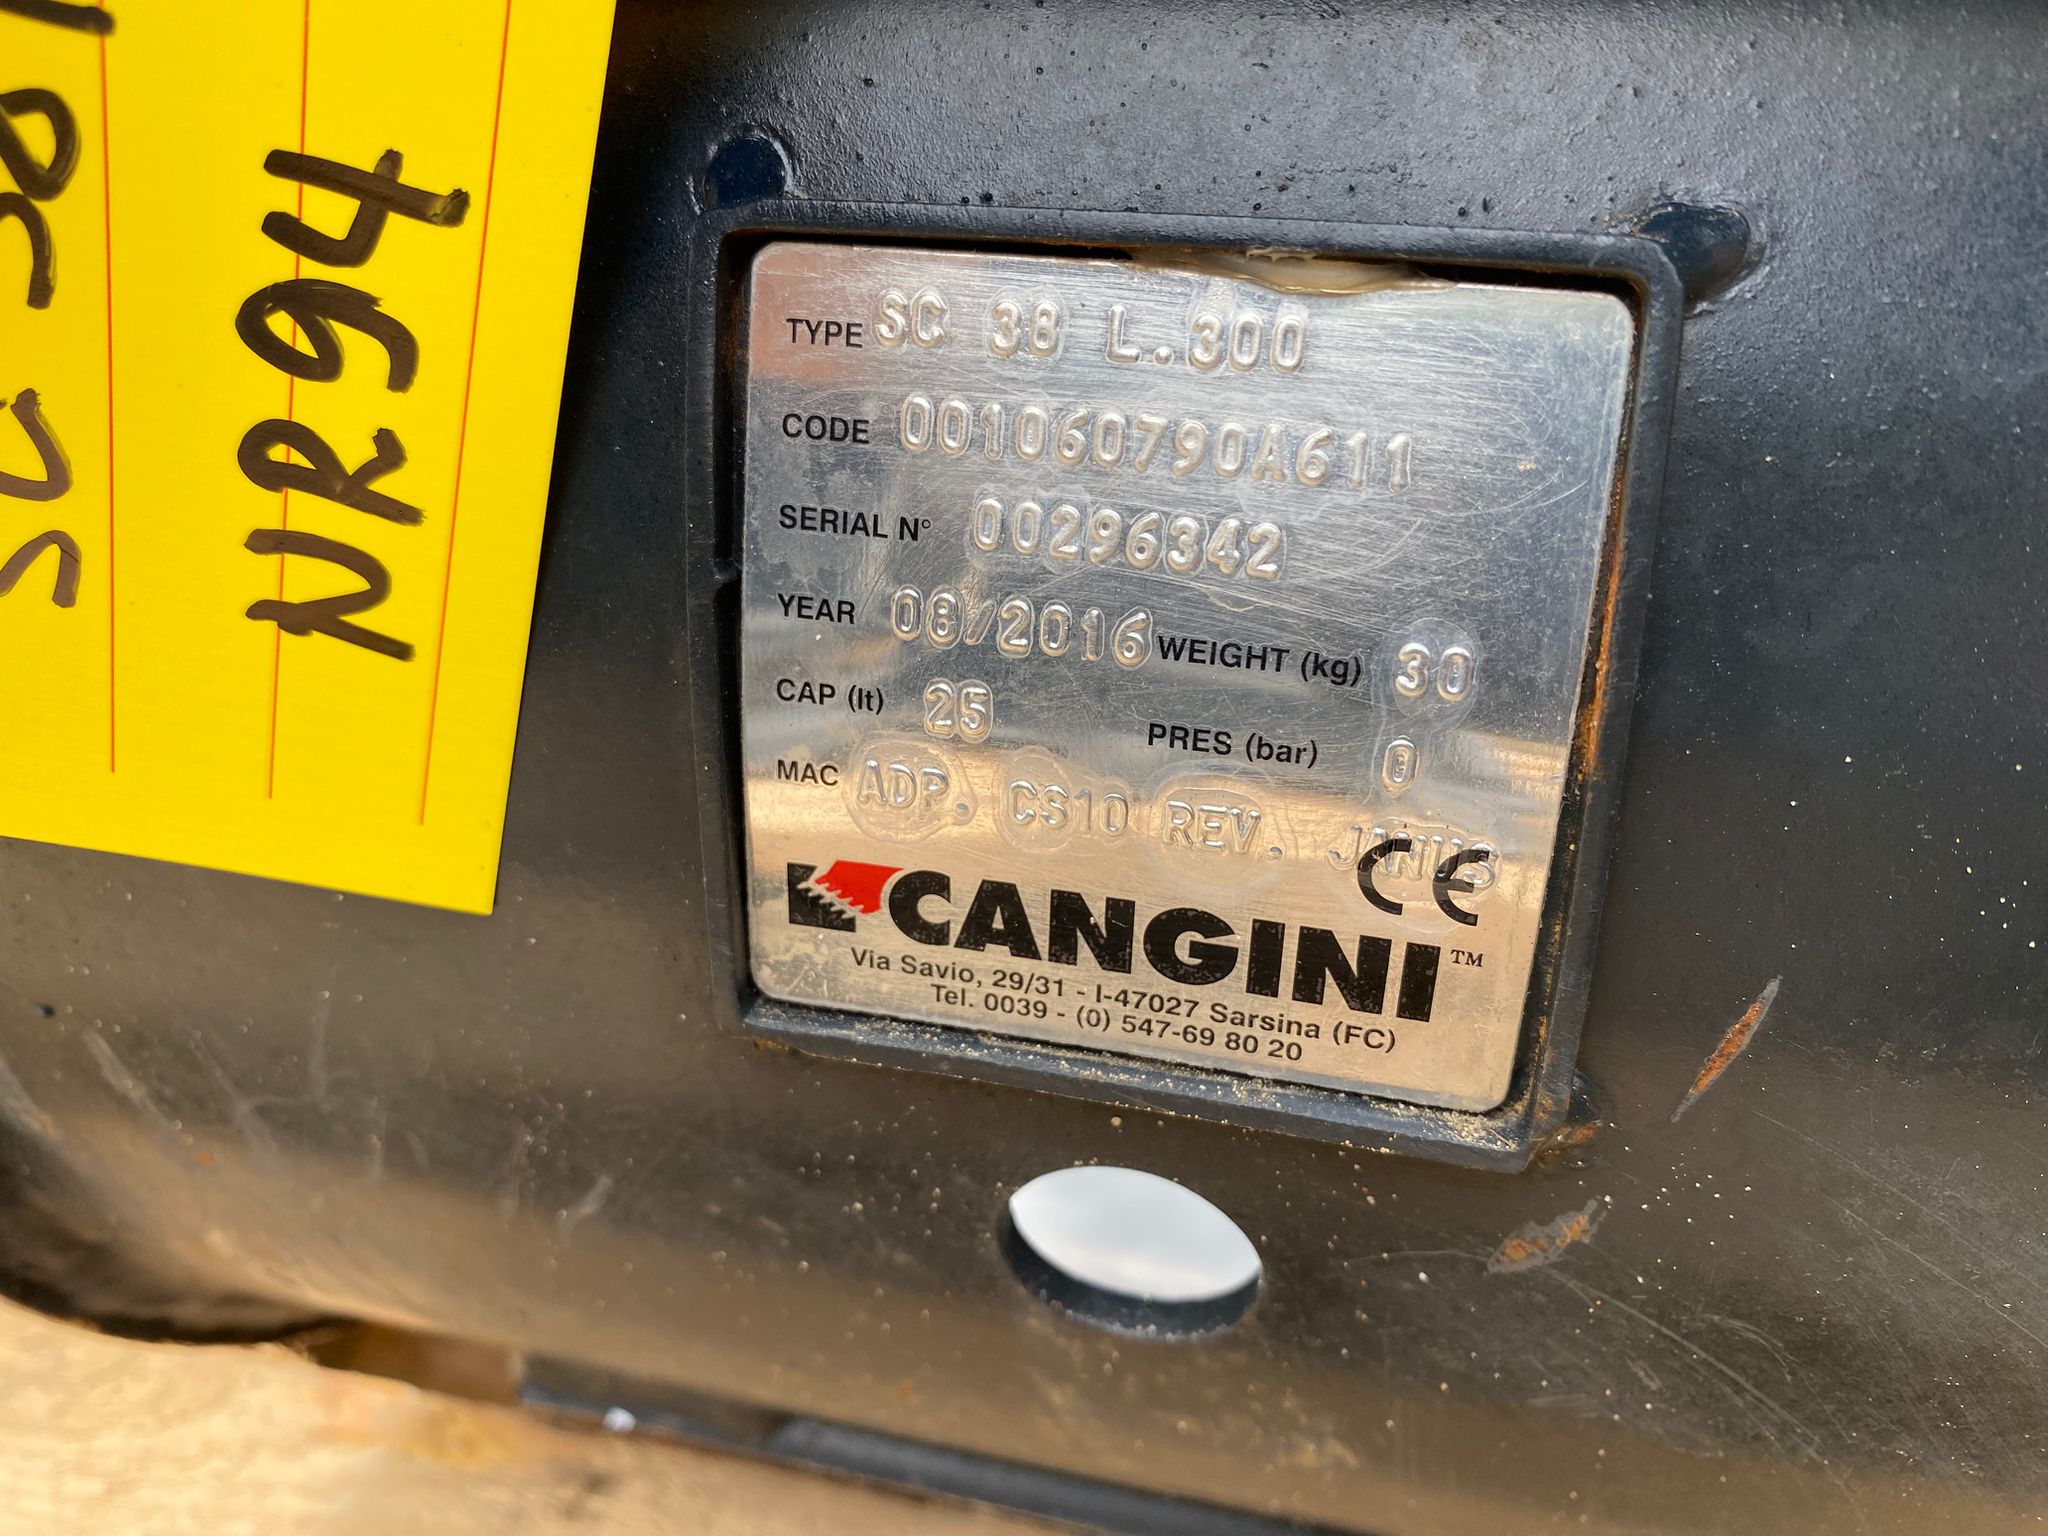 NR94
TYPE SC 38 L.300
CODE 001060790A611
SERIAL N° 00296342
YEAR 08/2016 WEIGHT (kg) 30
CAP (lt) 25 PRES (bar) 0
MAC ADP. CS10 REV. JANUS
CE
CANGINI™
Via Savio, 29/31 - I-47027 Sarsina (FC)
Tel. 0039 - (0) 547-69 80 20